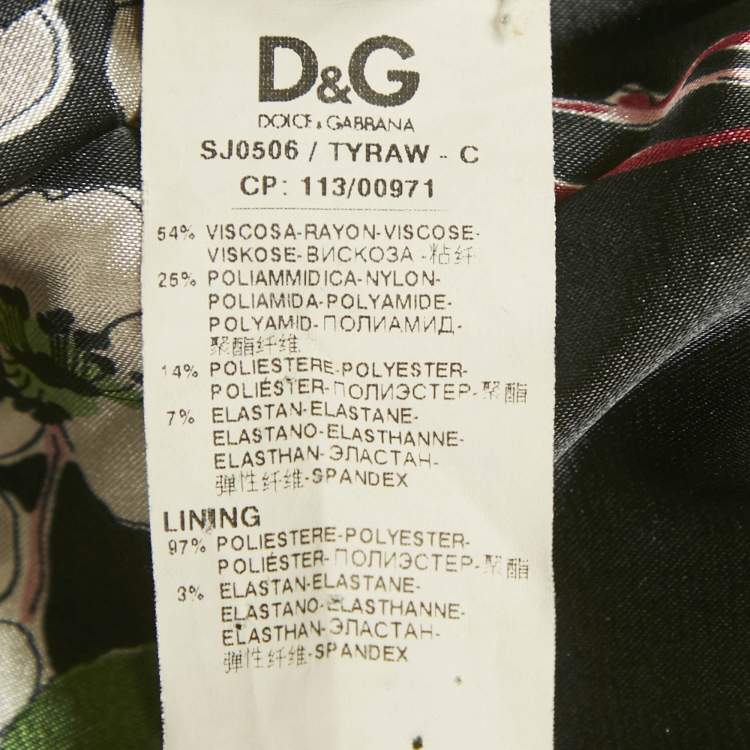 D&G
DOLCE & GABBANA
SJ0506 / TYRAW - C
CP: 113/00971
54% VISCOSA-RAYON-VISCOSE-
VISKOSE-ВИСКОЗА -粘纤
25% POLIAMMIDICA-NYLON-
POLIAMIDA-POLYAMIDE-
POLYAMID-ПОЛИАМИД-
聚酯纤维
14% POLIESTERE-POLYESTER-
POLIÉSTER-ПОЛИЭСТЕР-聚酯
7% ELASTAN-ELASTANE-
ELASTANO-ELASTHANNE-
ELASTHAN-ЭЛАСТАН-
弹性纤维-SPANDEX
LINING
97% POLIESTERE-POLYESTER-
POLIÉSTER-ПОЛИЭСТЕР-聚酯
3% ELASTAN-ELASTANE-
ELASTANO-ELASTHANNE-
ELASTHAN-ЭЛАСТАН-
弹性纤维-SPANDEX